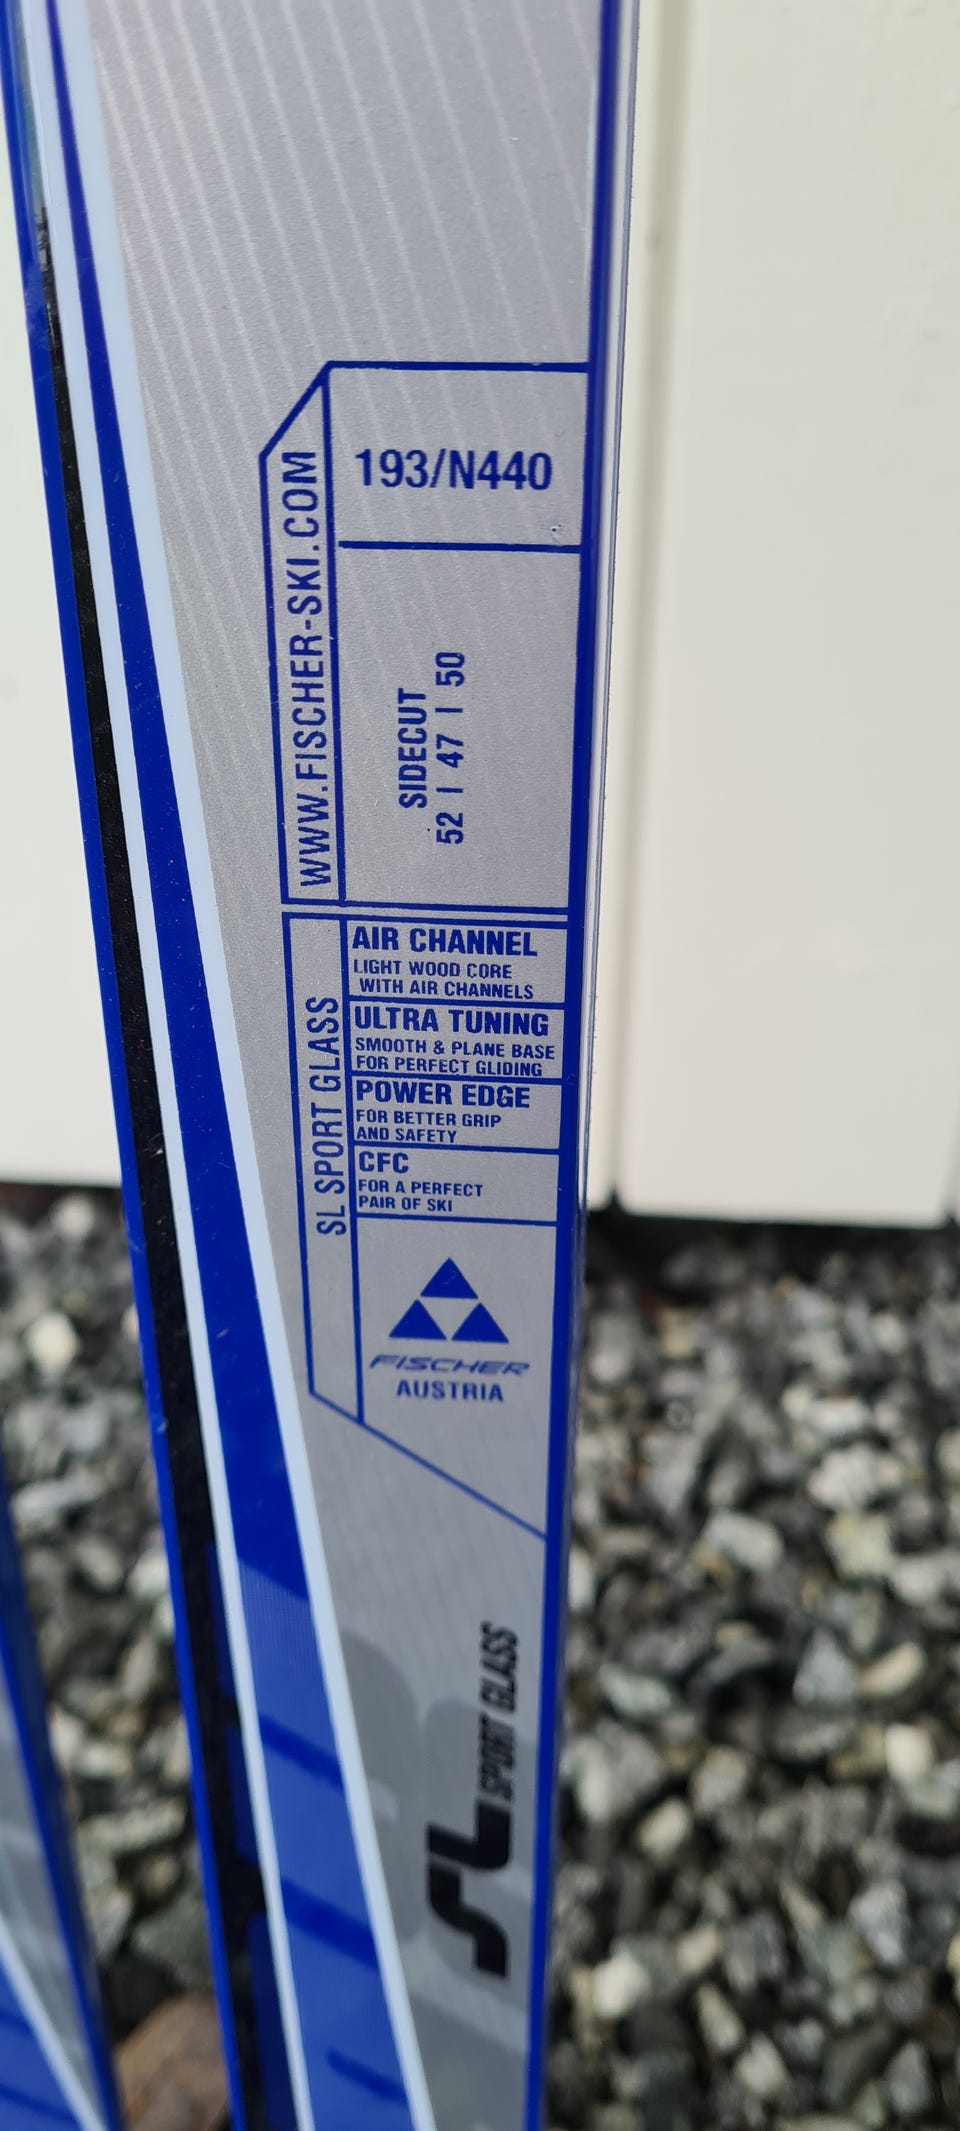 193/N440
WWW.FISCHER-SKI.COM
SIDECUT
52 | 47 | 50
SL SPORT GLASS
AIR CHANNEL
LIGHT WOOD CORE
WITH AIR CHANNELS
ULTRA TUNING
SMOOTH & PLANE BASE
FOR PERFECT GLIDING
POWER EDGE
FOR BETTER GRIP
AND SAFETY
CFC
FOR A PERFECT
PAIR OF SKI
FISCHER
AUSTRIA
SL SPORT GLASS